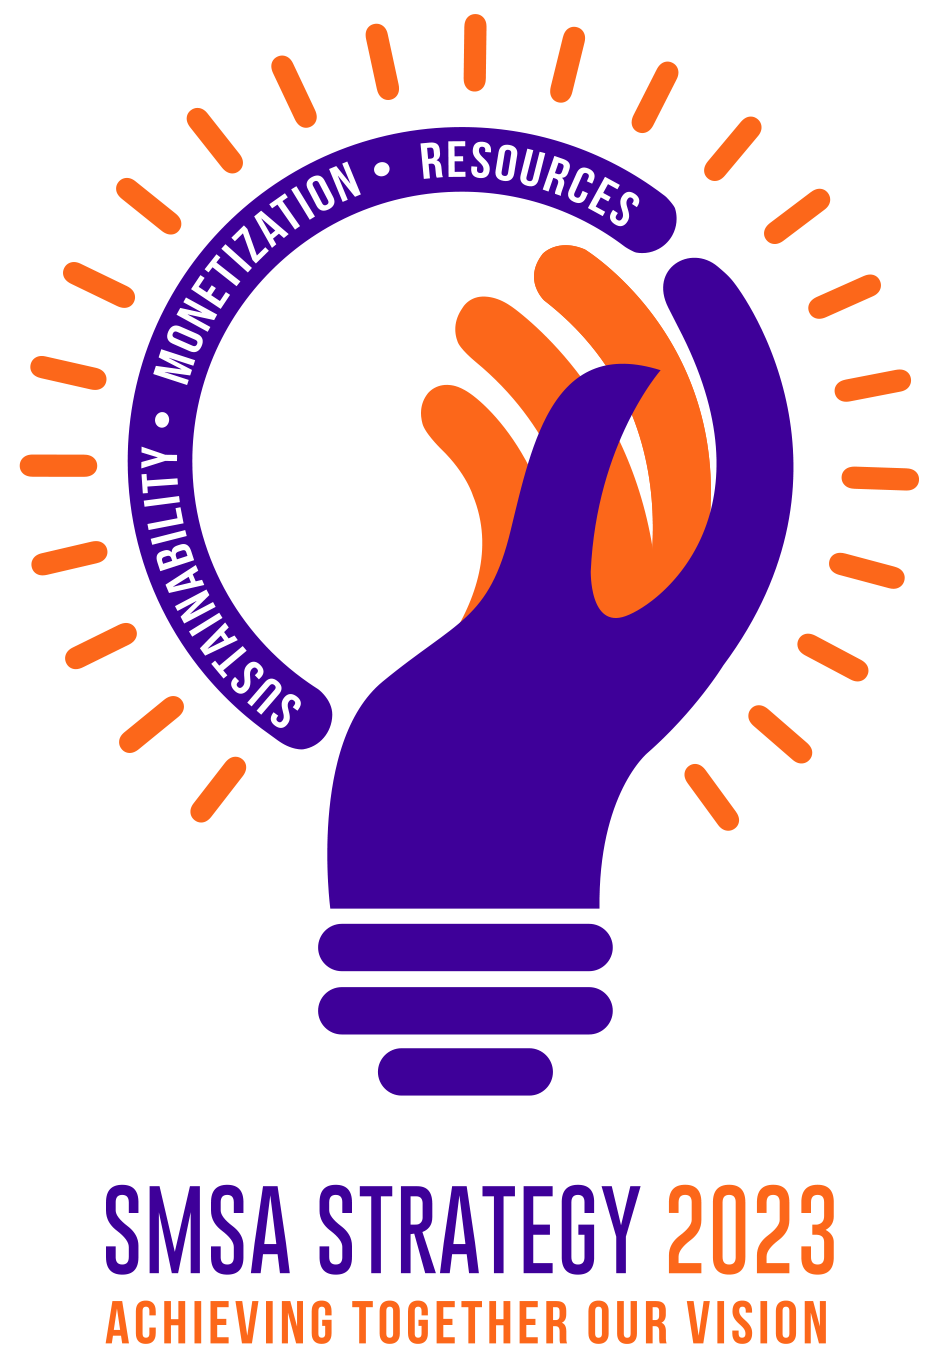 SUSTAINABILITY • MONETIZATION • RESOURCES
SMSA STRATEGY 2023
ACHIEVING TOGETHER OUR VISION